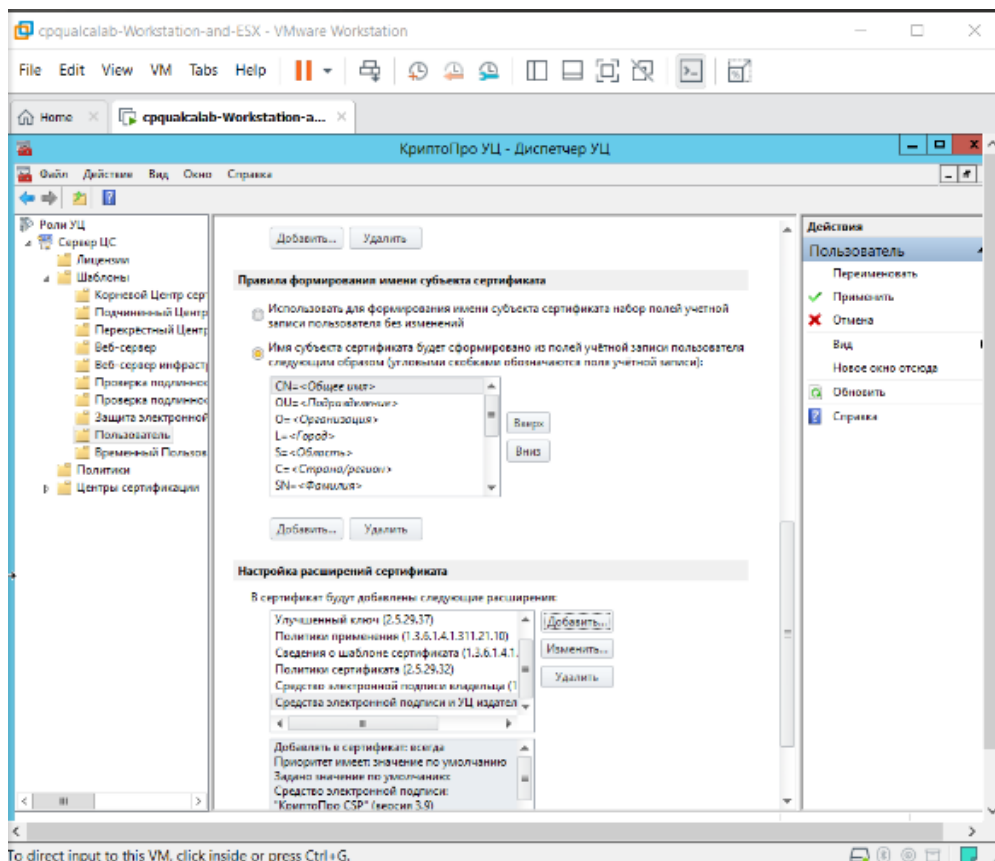 cpqualcalab-Workstation-and-ESX - VMware Workstation
File Edit View VM Tabs Help
Home
cpqualcalab-Workstation-a...
КриптоПро УЦ - Диспетчер УЦ
Файл Действие Вид Окно Справка
Роли УЦ
Сервер ЦС
Лицензии
Шаблоны
Корневой Центр серт
Подчиненный Центр
Перекрёстный Центр
Веб-сервер
Веб-сервер инфрастр
Проверка подлиннос
Проверка подлиннос
Защита электронной
Пользователь
Временный Пользов
Политики
Центры сертификации
Добавить... Удалить
Правила формирования имени субъекта сертификата
Использовать для формирования имени субъекта сертификата набор полей учетной
записи пользователя без изменений
Имя субъекта сертификата будет сформировано из полей учётной записи пользователя
следующим образом (угловыми скобками обозначаются поля учётной записи):
CN=<Общее имя>
OU=<Подразделение>
O=<Организация>
L=<Город>
S=<Область>
C=<Страна/регион>
SN=<Фамилия>
Вверх
Вниз
Добавить... Удалить
Настройка расширений сертификата
В сертификат будут добавлены следующие расширения:
Улучшенный ключ (2.5.29.37)
Политики применения (1.3.6.1.4.1.311.21.10)
Сведения о шаблоне сертификата (1.3.6.1.4.1.
Политики сертификата (2.5.29.32)
Средство электронной подписи владельца (1
Средства электронной подписи и УЦ издател
Добавить...
Изменить...
Удалить
Добавлять в сертификат: всегда
Приоритет имеет: значение по умолчанию
Задано значение по умолчанию:
Средство электронной подписи:
"КриптоПро CSP" (версия 3.9)
Действия
Пользователь
Переименовать
Применить
Отмена
Вид
Новое окно отсюда
Обновить
Справка
To direct input to this VM, click inside or press Ctrl+G.